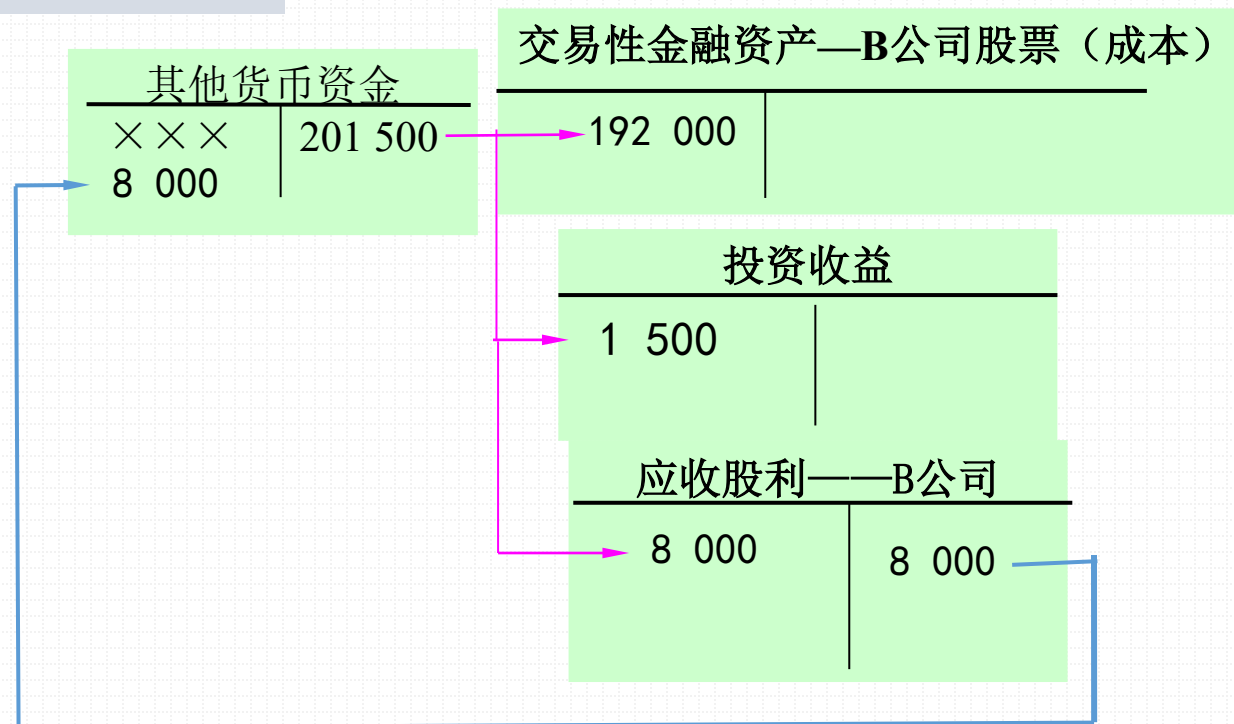 交易性金融资产—B公司股票（成本）
其他货币资金
××× 201 500
192 000
8 000
投资收益
1 500
应收股利——B公司
8 000 8 000